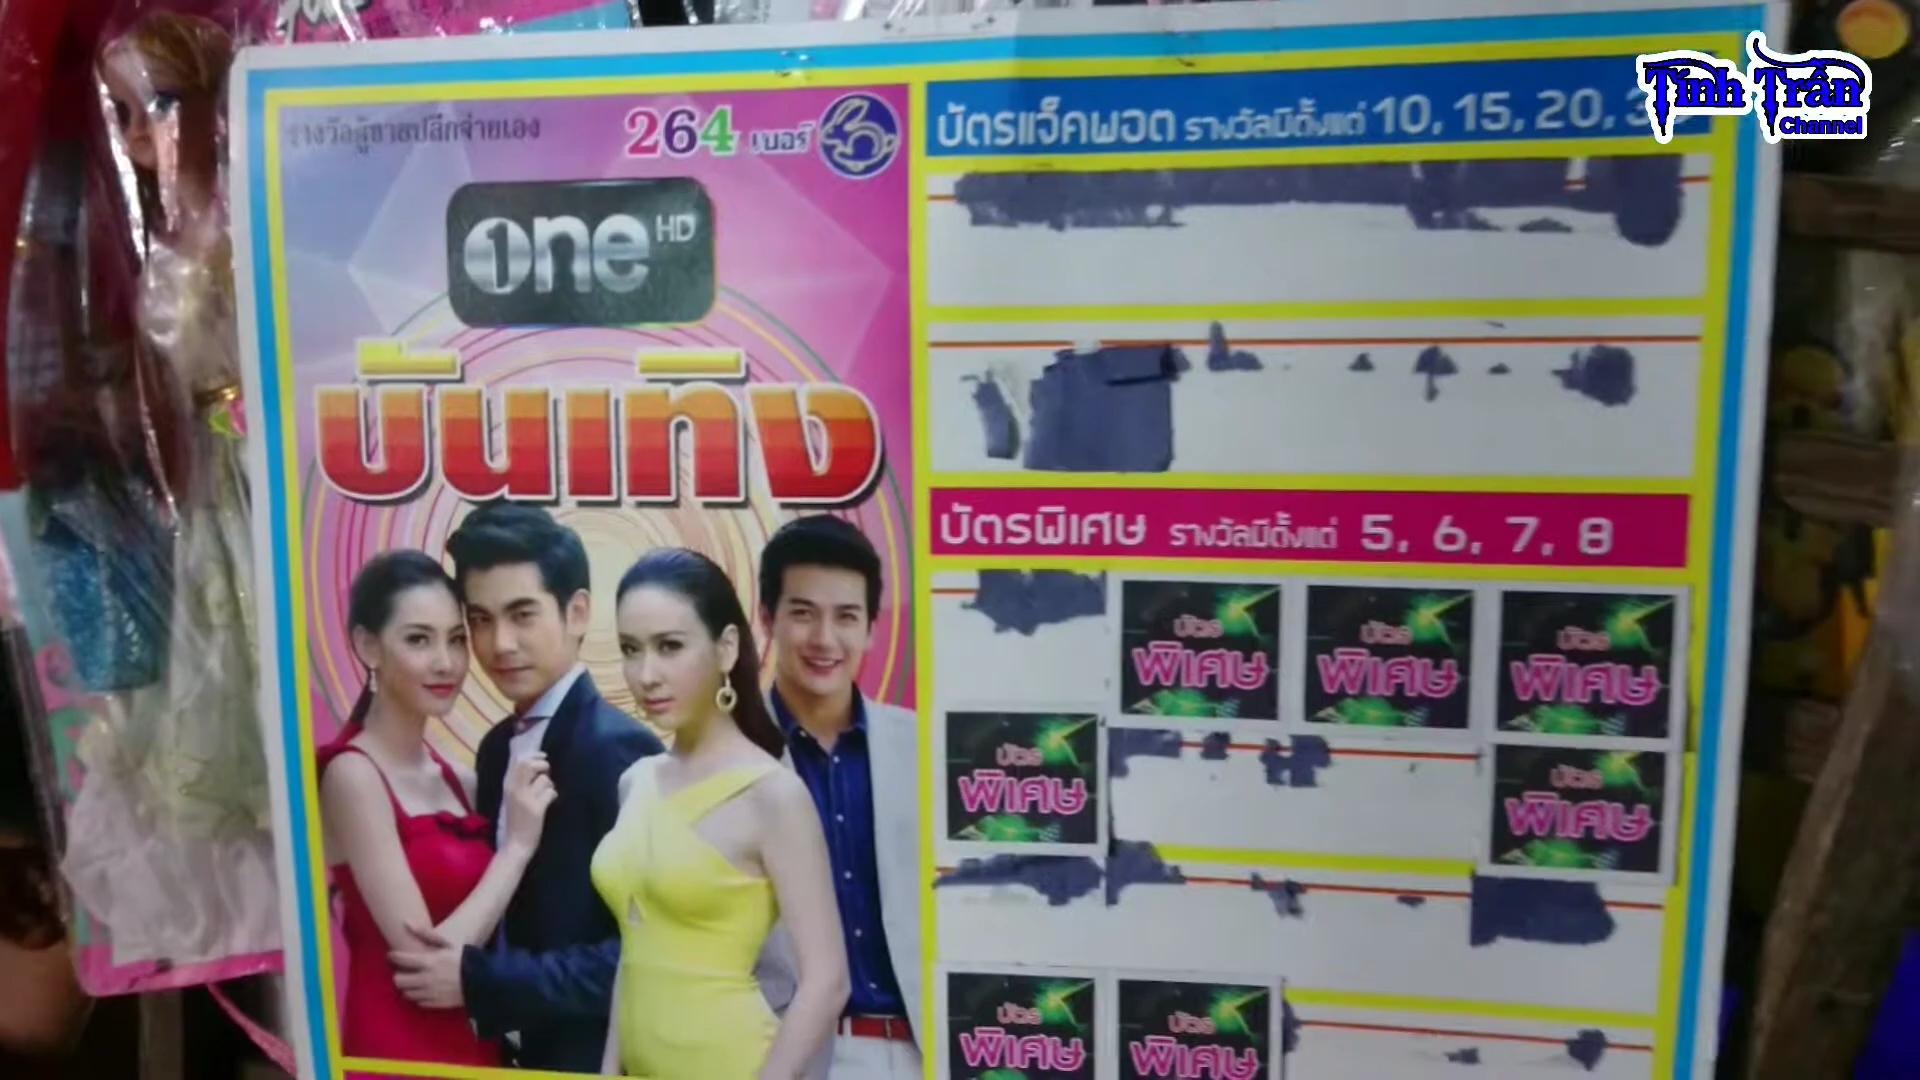 Tính Trần
Channel
รางวัลผู้ขายปลีกจ่ายเอง
264 เบอร์
one HD
บันเทิง
บัตรแจ็คพอต รางวัลมีตั้งแต่ 10, 15, 20,
บัตรพิเศษ รางวัลมีตั้งแต่ 5, 6, 7, 8
บัตร
พิเศษ
บัตร
พิเศษ
บัตร
พิเศษ
บัตร
พิเศษ
บัตร
พิเศษ
บัตร
พิเศษ
บัตร
พิเศษ